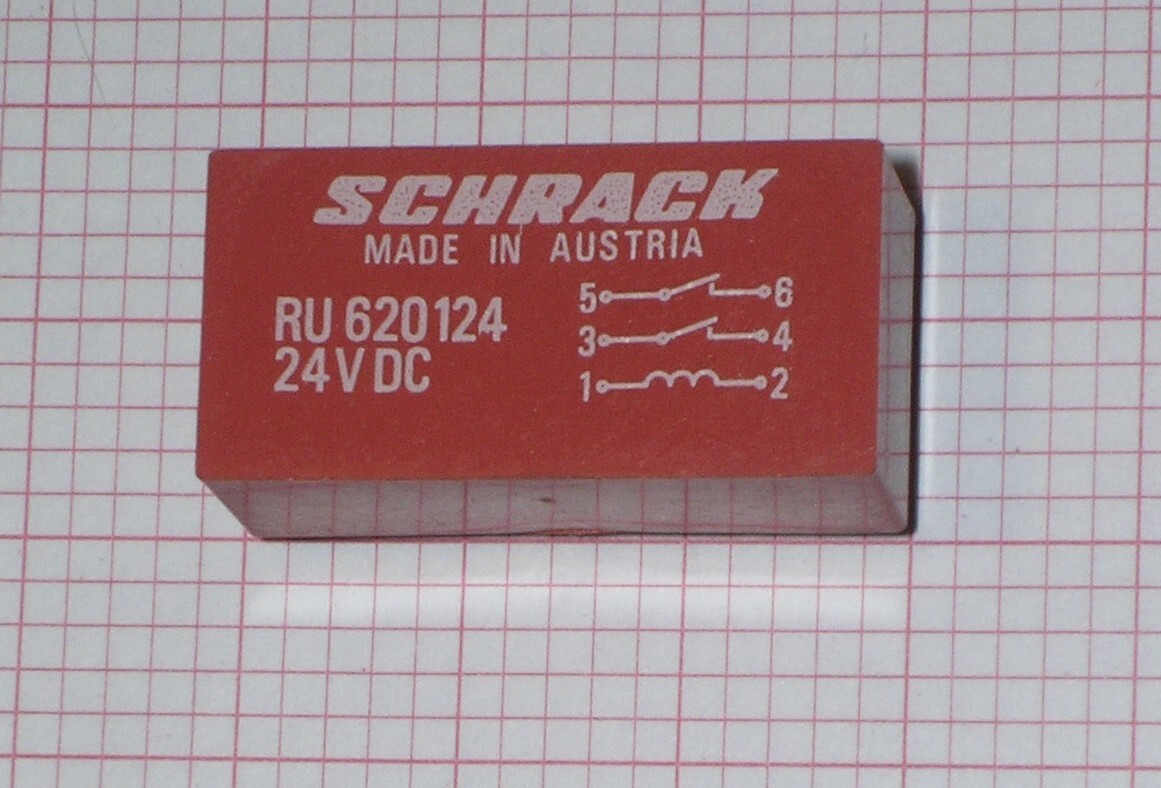 SCHRACK
MADE IN AUSTRIA
RU 620124
24V DC
5 6
3 4
1 2